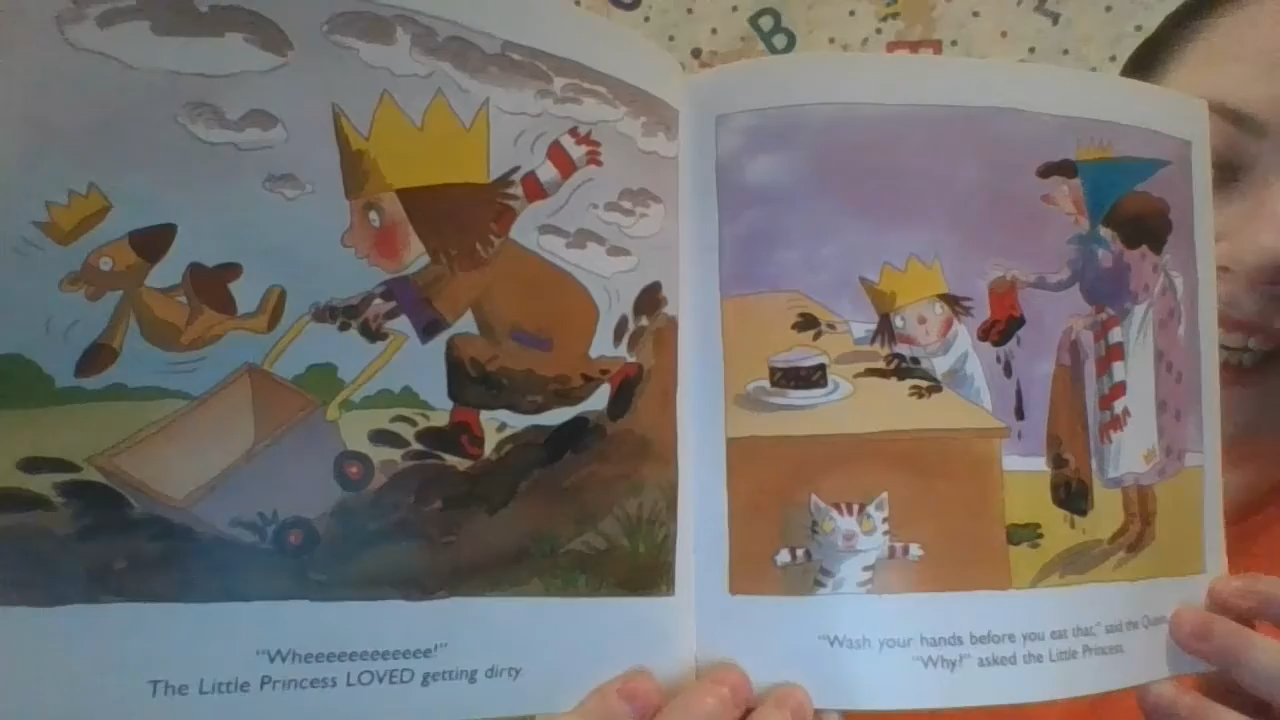 B
"Wheeeeeeeeeeee!"
The Little Princess LOVED getting dirty
"Wash your hands before you eat that," said the Queen
"Why?" asked the Little Princess.